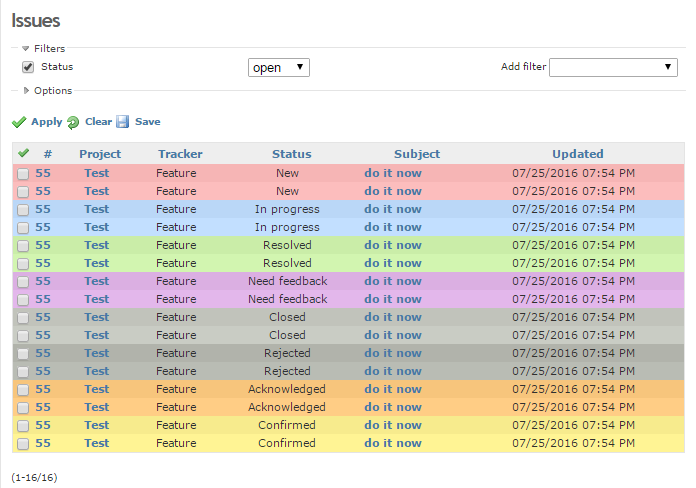 Issues
Filters
Status open Add filter
Options
Apply Clear Save
# Project Tracker Status Subject Updated
55 Test Feature New do it now 07/25/2016 07:54 PM
55 Test Feature New do it now 07/25/2016 07:54 PM
55 Test Feature In progress do it now 07/25/2016 07:54 PM
55 Test Feature In progress do it now 07/25/2016 07:54 PM
55 Test Feature Resolved do it now 07/25/2016 07:54 PM
55 Test Feature Resolved do it now 07/25/2016 07:54 PM
55 Test Feature Need feedback do it now 07/25/2016 07:54 PM
55 Test Feature Need feedback do it now 07/25/2016 07:54 PM
55 Test Feature Closed do it now 07/25/2016 07:54 PM
55 Test Feature Closed do it now 07/25/2016 07:54 PM
55 Test Feature Rejected do it now 07/25/2016 07:54 PM
55 Test Feature Rejected do it now 07/25/2016 07:54 PM
55 Test Feature Acknowledged do it now 07/25/2016 07:54 PM
55 Test Feature Acknowledged do it now 07/25/2016 07:54 PM
55 Test Feature Confirmed do it now 07/25/2016 07:54 PM
55 Test Feature Confirmed do it now 07/25/2016 07:54 PM
(1-16/16)